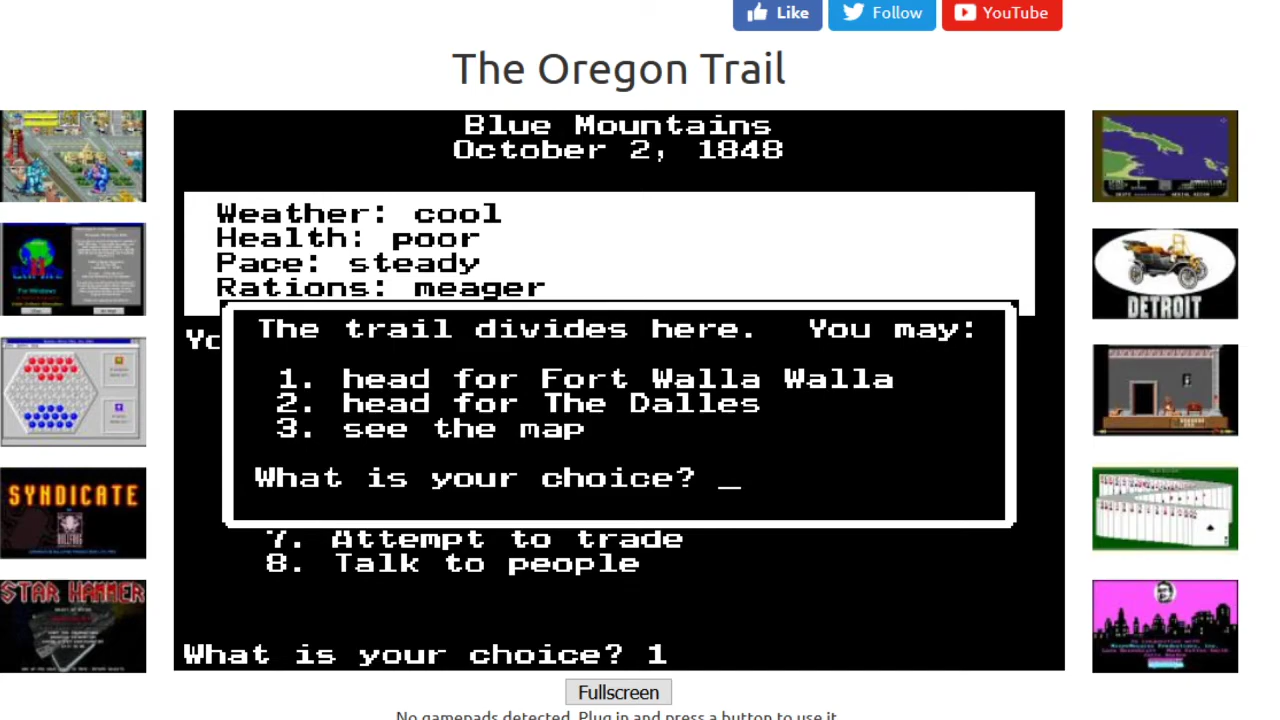 Like Follow YouTube
The Oregon Trail
Blue Mountains
October 2, 1848
Weather: cool
Health: poor
Pace: steady
Rations: meager
Yo
The trail divides here. You may:
1. head for Fort Walla Walla
2. head for The Dalles
3. see the map
What is your choice? _
7. Attempt to trade
8. Talk to people
What is your choice? 1
DETROIT
SYNDICATE
STAR HAMMER
Fullscreen
No gamepads detected. Plug in and press a button to use it.